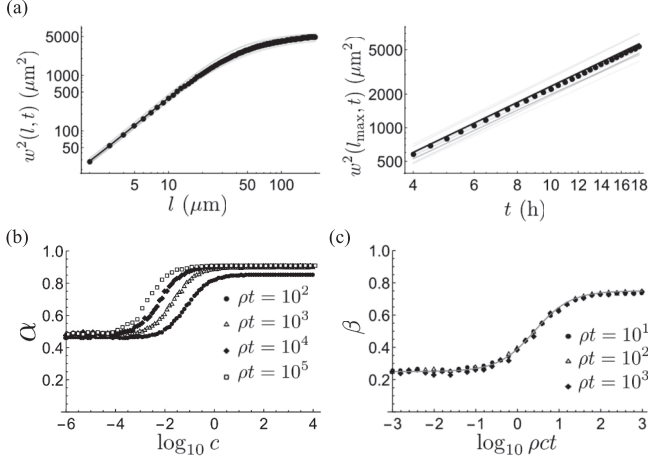 (a)
w²(l, t) (μm²)
5000
1000
500
100
50
5
10
50
100
l (μm)
w²(lmax, t) (μm²)
5000
2000
1000
500
4
6
8
10
12
14
16
18
t (h)
(b)
α
1.0
0.8
0.6
0.4
0.2
−6
−4
−2
0
2
4
log₁₀ c
ρt = 10²
ρt = 10³
ρt = 10⁴
ρt = 10⁵
(c)
β
1.0
0.8
0.6
0.4
0.2
−3
−2
−1
0
1
2
3
log₁₀ ρct
ρt = 10¹
ρt = 10²
ρt = 10³